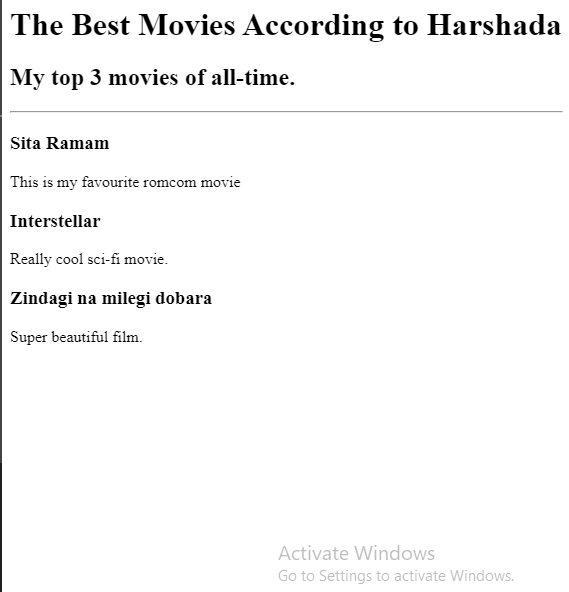 The Best Movies According to Harshada
My top 3 movies of all-time.
Sita Ramam
This is my favourite romcom movie
Interstellar
Really cool sci-fi movie.
Zindagi na milegi dobara
Super beautiful film.
Activate Windows
Go to Settings to activate Windows.